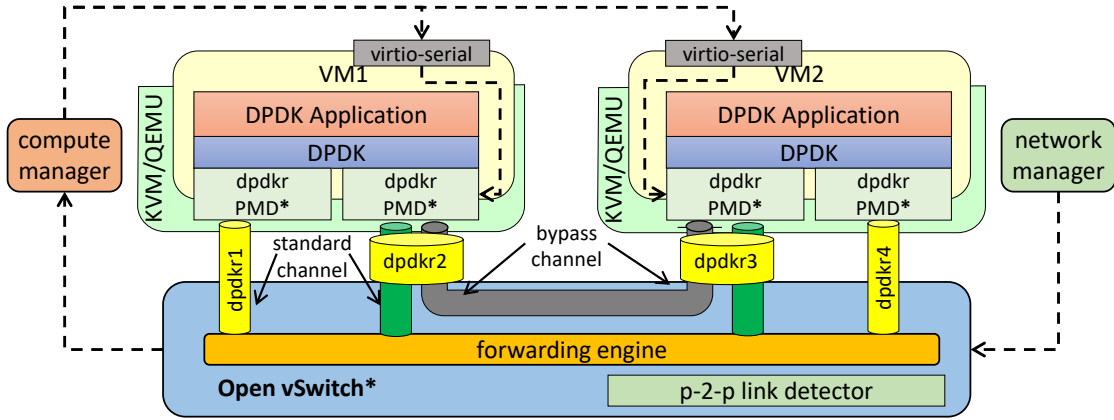 virtio-serial
virtio-serial
VM1
VM2
DPDK Application
DPDK Application
compute
manager
KVM/QEMU
DPDK
KVM/QEMU
DPDK
network
manager
dpdkr
PMD*
dpdkr
PMD*
dpdkr
PMD*
dpdkr
PMD*
standard
channel
bypass
channel
dpdkr1
dpdkr2
dpdkr3
dpdkr4
forwarding engine
Open vSwitch*
p-2-p link detector